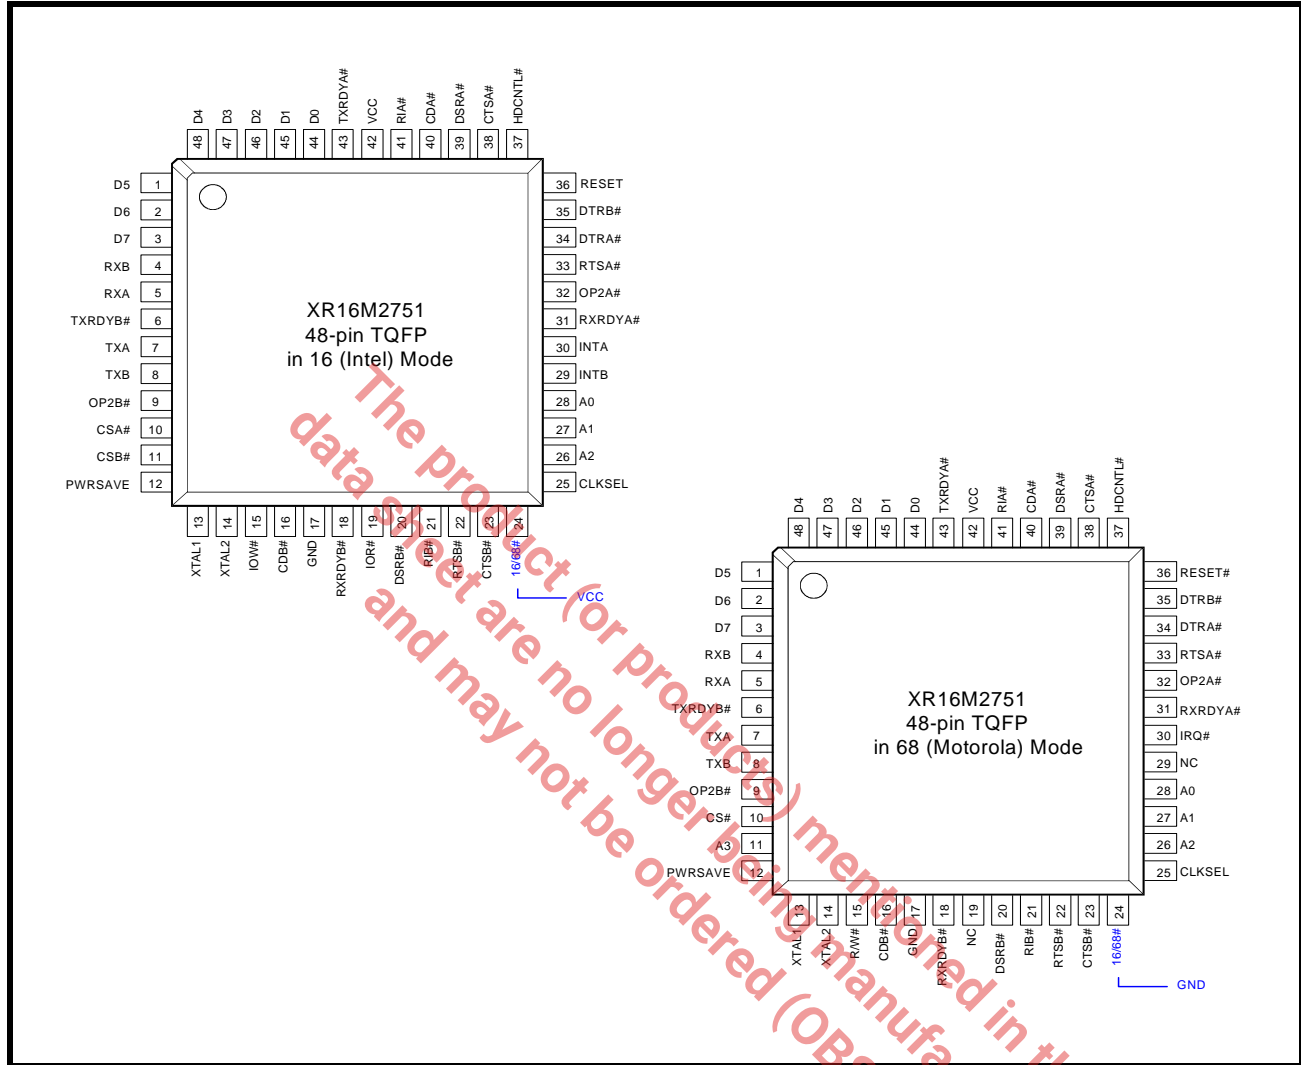 D4 D3 D2 D1 D0 TXRDYA# VCC RIA# CDA# DSRA# CTSA# HDCNTL#
48 47 46 45 44 43 42 41 40 39 38 37
D5 1
D6 2
D7 3
RXB 4
RXA 5
TXRDYB# 6
TXA 7
TXB 8
OP2B# 9
CSA# 10
CSB# 11
PWRSAVE 12
XR16M2751
48-pin TQFP
in 16 (Intel) Mode
36 RESET
35 DTRB#
34 DTRA#
33 RTSA#
32 OP2A#
31 RXRDYA#
30 INTA
29 INTB
28 A0
27 A1
26 A2
25 CLKSEL
13 14 15 16 17 18 19 20 21 22 23 24
XTAL1 XTAL2 IOW# CDB# GND RXRDYB# IOR# DSRB# RIB# RTSB# CTSB# 16/68#
VCC
D4 D3 D2 D1 D0 TXRDYA# VCC RIA# CDA# DSRA# CTSA# HDCNTL#
48 47 46 45 44 43 42 41 40 39 38 37
D5 1
D6 2
D7 3
RXB 4
RXA 5
TXRDYB# 6
TXA 7
TXB 8
OP2B# 9
CS# 10
A3 11
PWRSAVE 12
XR16M2751
48-pin TQFP
in 68 (Motorola) Mode
36 RESET#
35 DTRB#
34 DTRA#
33 RTSA#
32 OP2A#
31 RXRDYA#
30 IRQ#
29 NC
28 A0
27 A1
26 A2
25 CLKSEL
13 14 15 16 17 18 19 20 21 22 23 24
XTAL1 XTAL2 R/W# CDB# GND RXRDYB# NC DSRB# RIB# RTSB# CTSB# 16/68#
GND
The product (or products) mentioned in th
data sheet are no longer being manufa
and may not be ordered (OBS